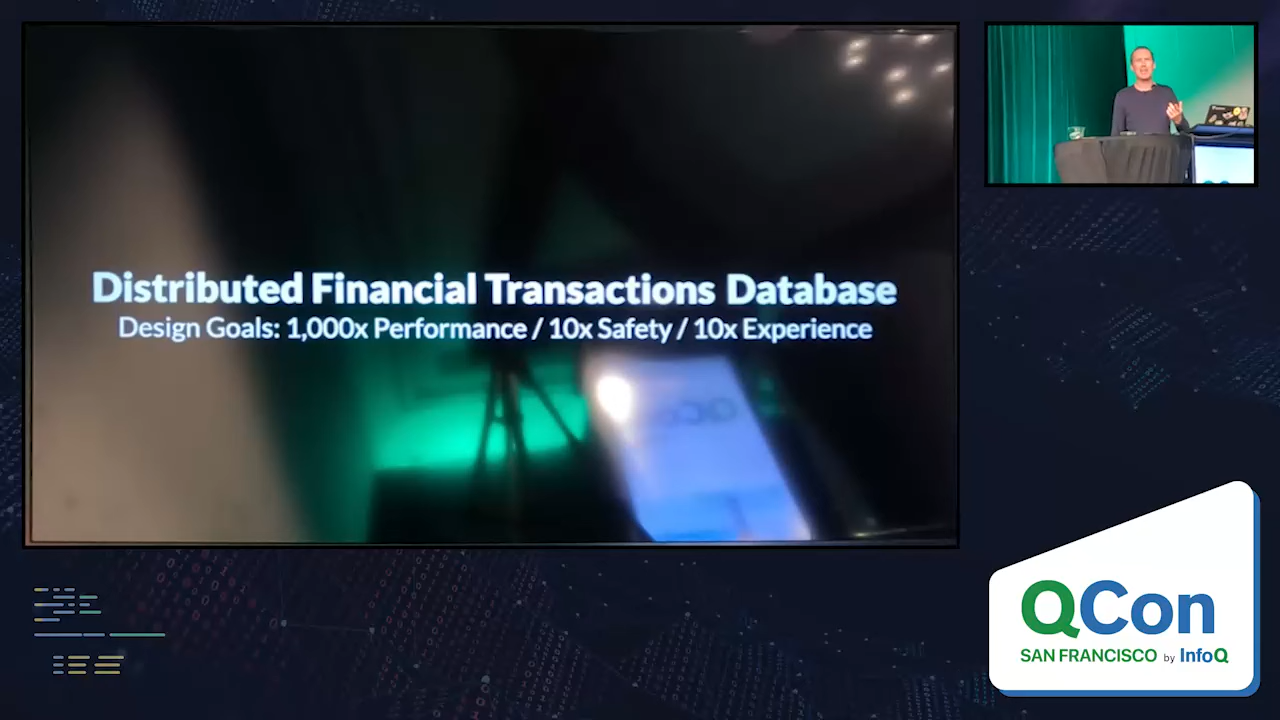 Distributed Financial Transactions Database
Design Goals: 1,000x Performance / 10x Safety / 10x Experience
QCon
SAN FRANCISCO by InfoQ